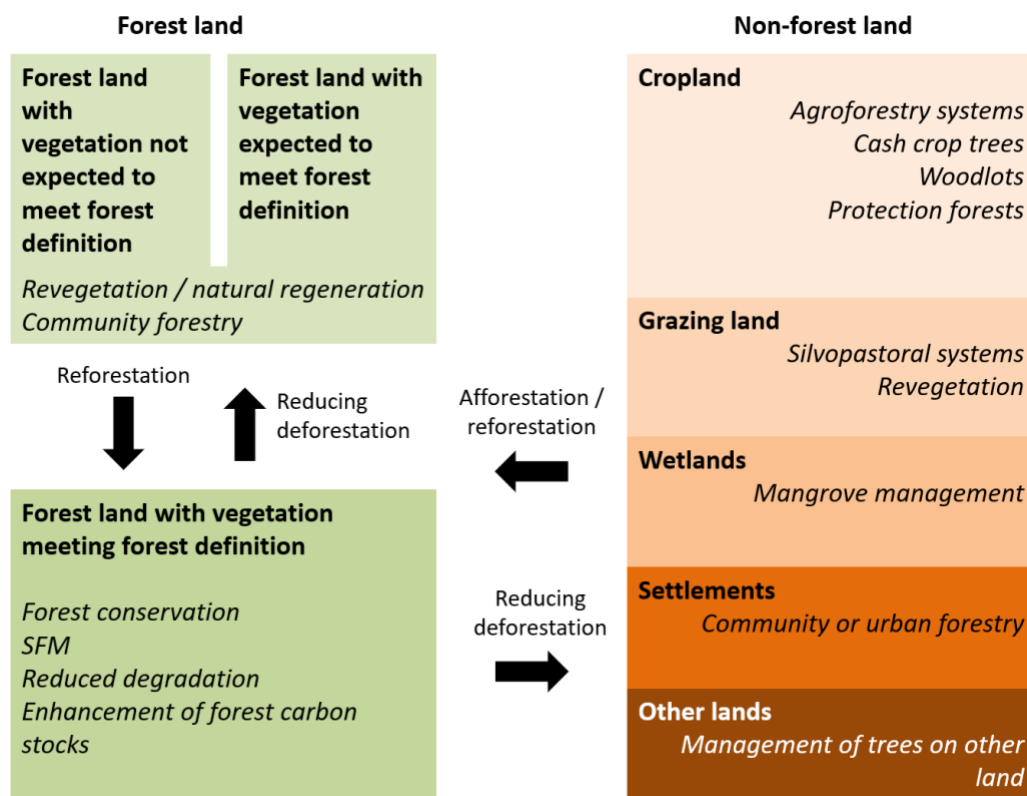 Forest land
Forest land
with
vegetation not
expected to
meet forest
definition
Forest land with
vegetation
expected to
meet forest
definition
Revegetation / natural regeneration
Community forestry
Reforestation
Reducing
deforestation
Forest land with vegetation
meeting forest definition
Forest conservation
SFM
Reduced degradation
Enhancement of forest carbon
stocks
Afforestation /
reforestation
Reducing
deforestation
Non-forest land
Cropland
Agroforestry systems
Cash crop trees
Woodlots
Protection forests
Grazing land
Silvopastoral systems
Revegetation
Wetlands
Mangrove management
Settlements
Community or urban forestry
Other lands
Management of trees on other
land